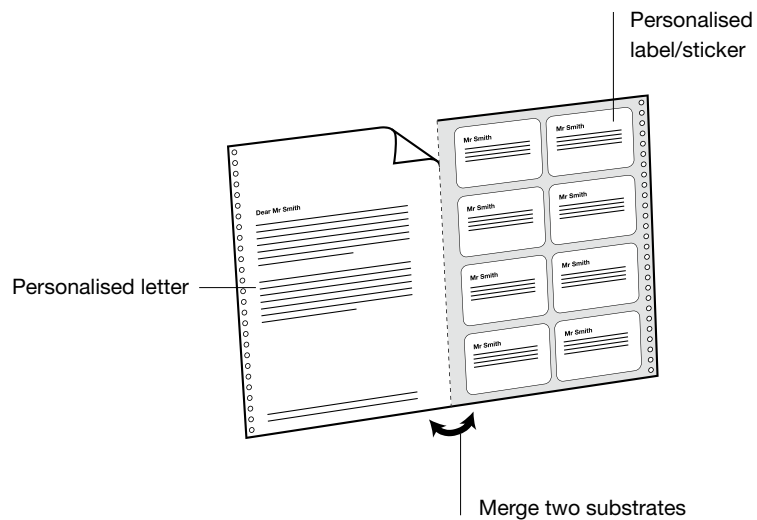 Personalised
label/sticker
Mr Smith
Mr Smith
Mr Smith
Mr Smith
Dear Mr Smith
Personalised letter
Mr Smith
Mr Smith
Mr Smith
Mr Smith
Merge two substrates